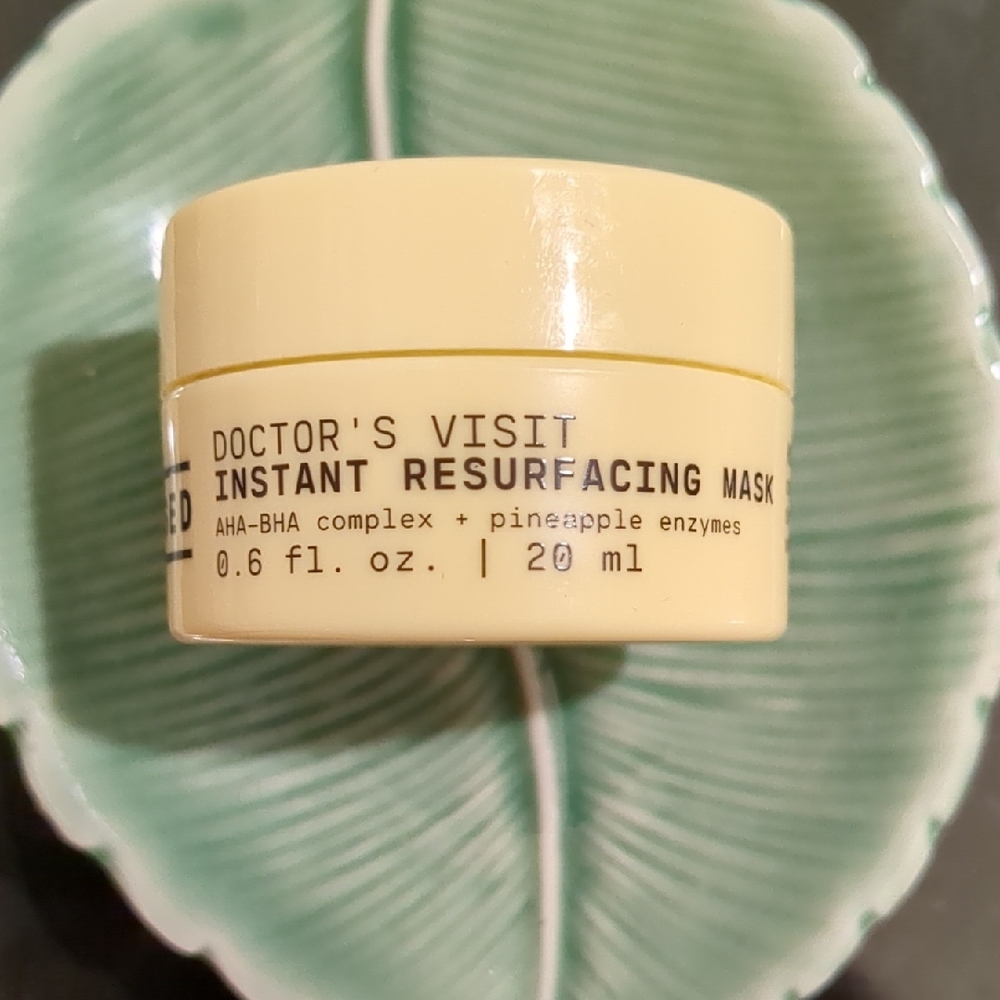 DOCTOR'S VISIT
INSTANT RESURFACING MASK
AHA-BHA complex + pineapple enzymes
0.6 fl. oz. | 20 ml